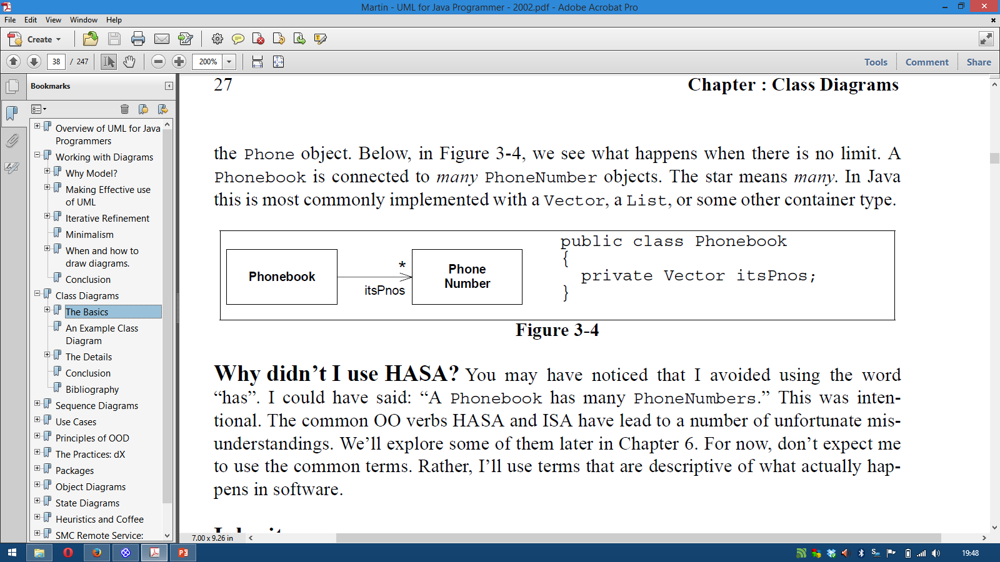 Martin - UML for Java Programmer - 2002.pdf - Adobe Acrobat Pro
File Edit View Window Help
Create
38 / 247
200%
Tools Comment Share
Bookmarks
Overview of UML for Java
Programmers
Working with Diagrams
Why Model?
Making Effective use
of UML
Iterative Refinement
Minimalism
When and how to
draw diagrams.
Conclusion
Class Diagrams
The Basics
An Example Class
Diagram
The Details
Conclusion
Bibliography
Sequence Diagrams
Use Cases
Principles of OOD
The Practices: dX
Packages
Object Diagrams
State Diagrams
Heuristics and Coffee
SMC Remote Service:
27 Chapter : Class Diagrams
the Phone object. Below, in Figure 3-4, we see what happens when there is no limit. A
Phonebook is connected to many PhoneNumber objects. The star means many. In Java
this is most commonly implemented with a Vector, a List, or some other container type.
Phonebook
*
itsPnos
Phone
Number
public class Phonebook
{
private Vector itsPnos;
}
Figure 3-4
Why didn’t I use HASA? You may have noticed that I avoided using the word
“has”. I could have said: “A Phonebook has many PhoneNumbers.” This was inten-
tional. The common OO verbs HASA and ISA have lead to a number of unfortunate mis-
understandings. We’ll explore some of them later in Chapter 6. For now, don’t expect me
to use the common terms. Rather, I’ll use terms that are descriptive of what actually hap-
pens in software.
7.00 x 9.26 in
19:48